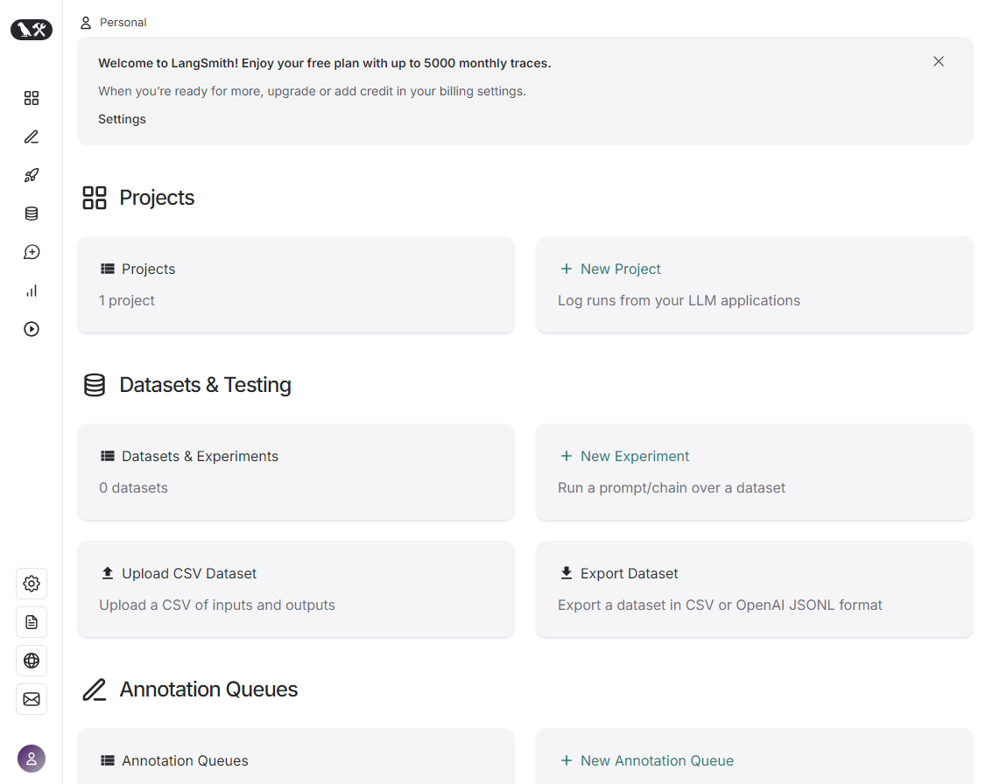 Personal
Welcome to LangSmith! Enjoy your free plan with up to 5000 monthly traces.
When you’re ready for more, upgrade or add credit in your billing settings.
Settings
Projects
Projects
1 project
New Project
Log runs from your LLM applications
Datasets & Testing
Datasets & Experiments
0 datasets
New Experiment
Run a prompt/chain over a dataset
Upload CSV Dataset
Upload a CSV of inputs and outputs
Export Dataset
Export a dataset in CSV or OpenAI JSONL format
Annotation Queues
Annotation Queues
New Annotation Queue